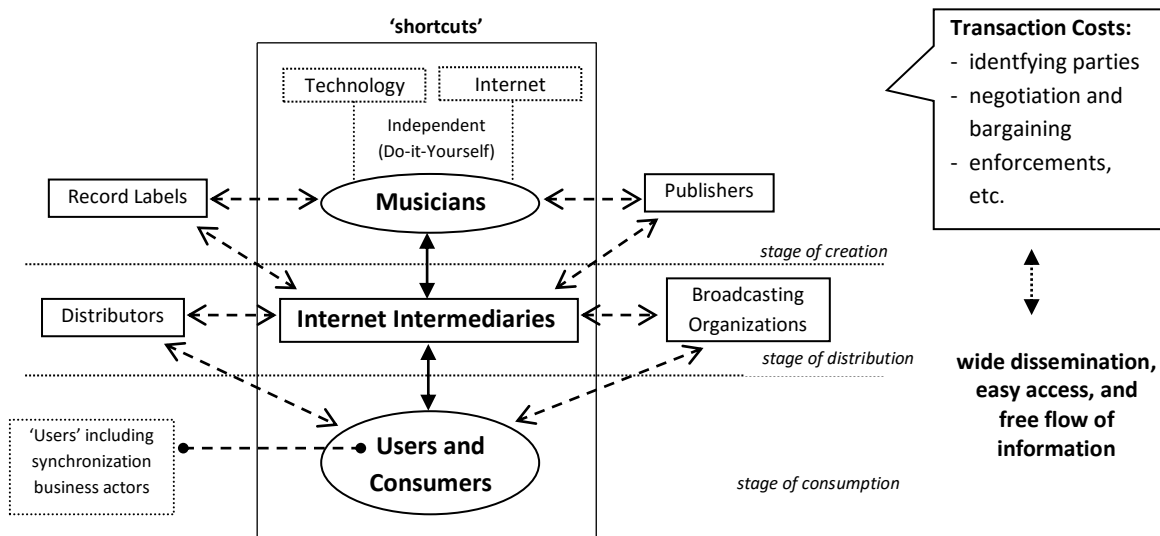 ‘shortcuts’
Technology
Internet
Independent
(Do-it-Yourself)
Record Labels
Musicians
Publishers
stage of creation
Distributors
Internet Intermediaries
Broadcasting
Organizations
stage of distribution
‘Users’ including
synchronization
business actors
Users and
Consumers
stage of consumption
Transaction Costs:
- identfying parties
- negotiation and
bargaining
- enforcements,
etc.
wide dissemination,
easy access, and
free flow of
information